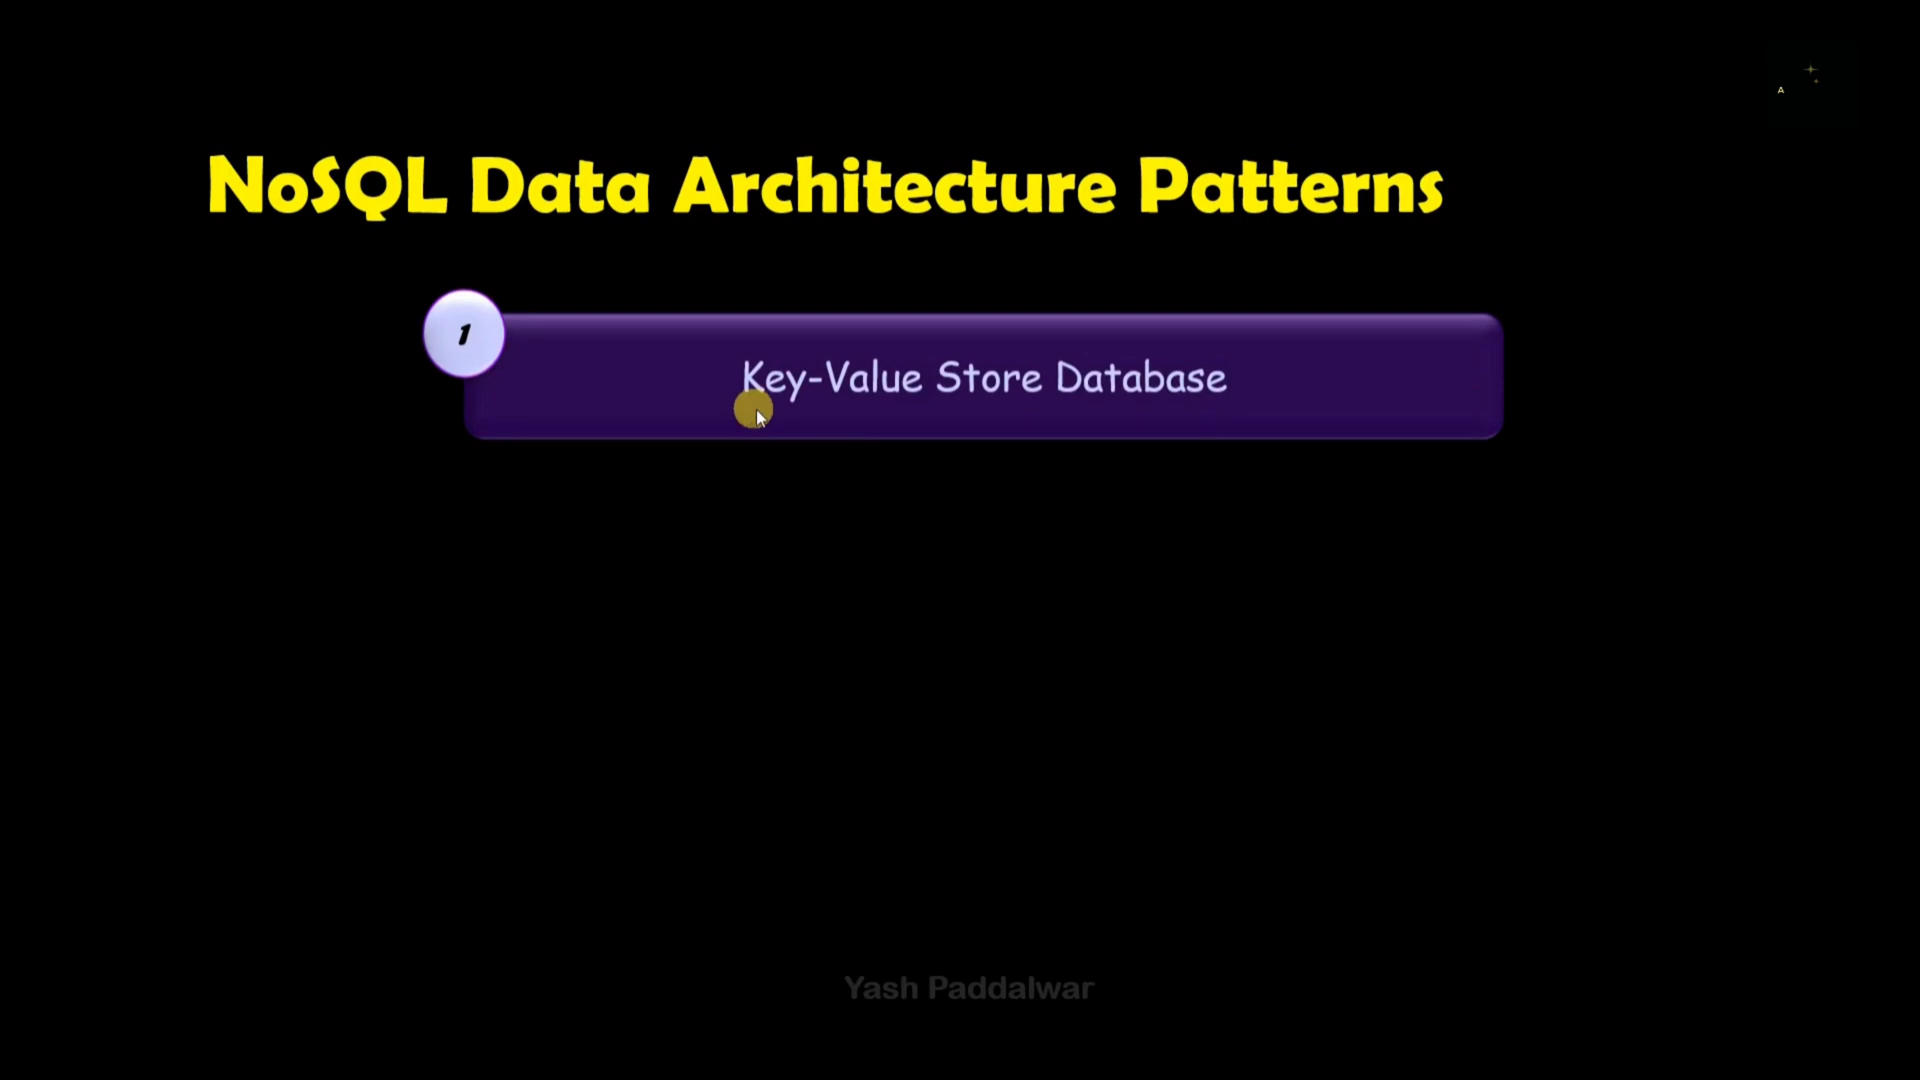 A
NoSQL Data Architecture Patterns
1
Key-Value Store Database
Yash Paddalwar